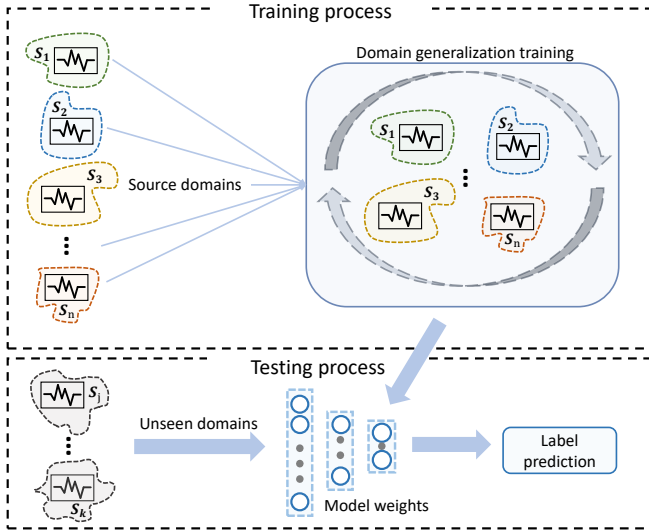 Training process
Domain generalization training
S1
S2
S3
Source domains
Sn
S1
S2
S3
Sn
Testing process
Sj
Unseen domains
Sk
Model weights
Label
prediction